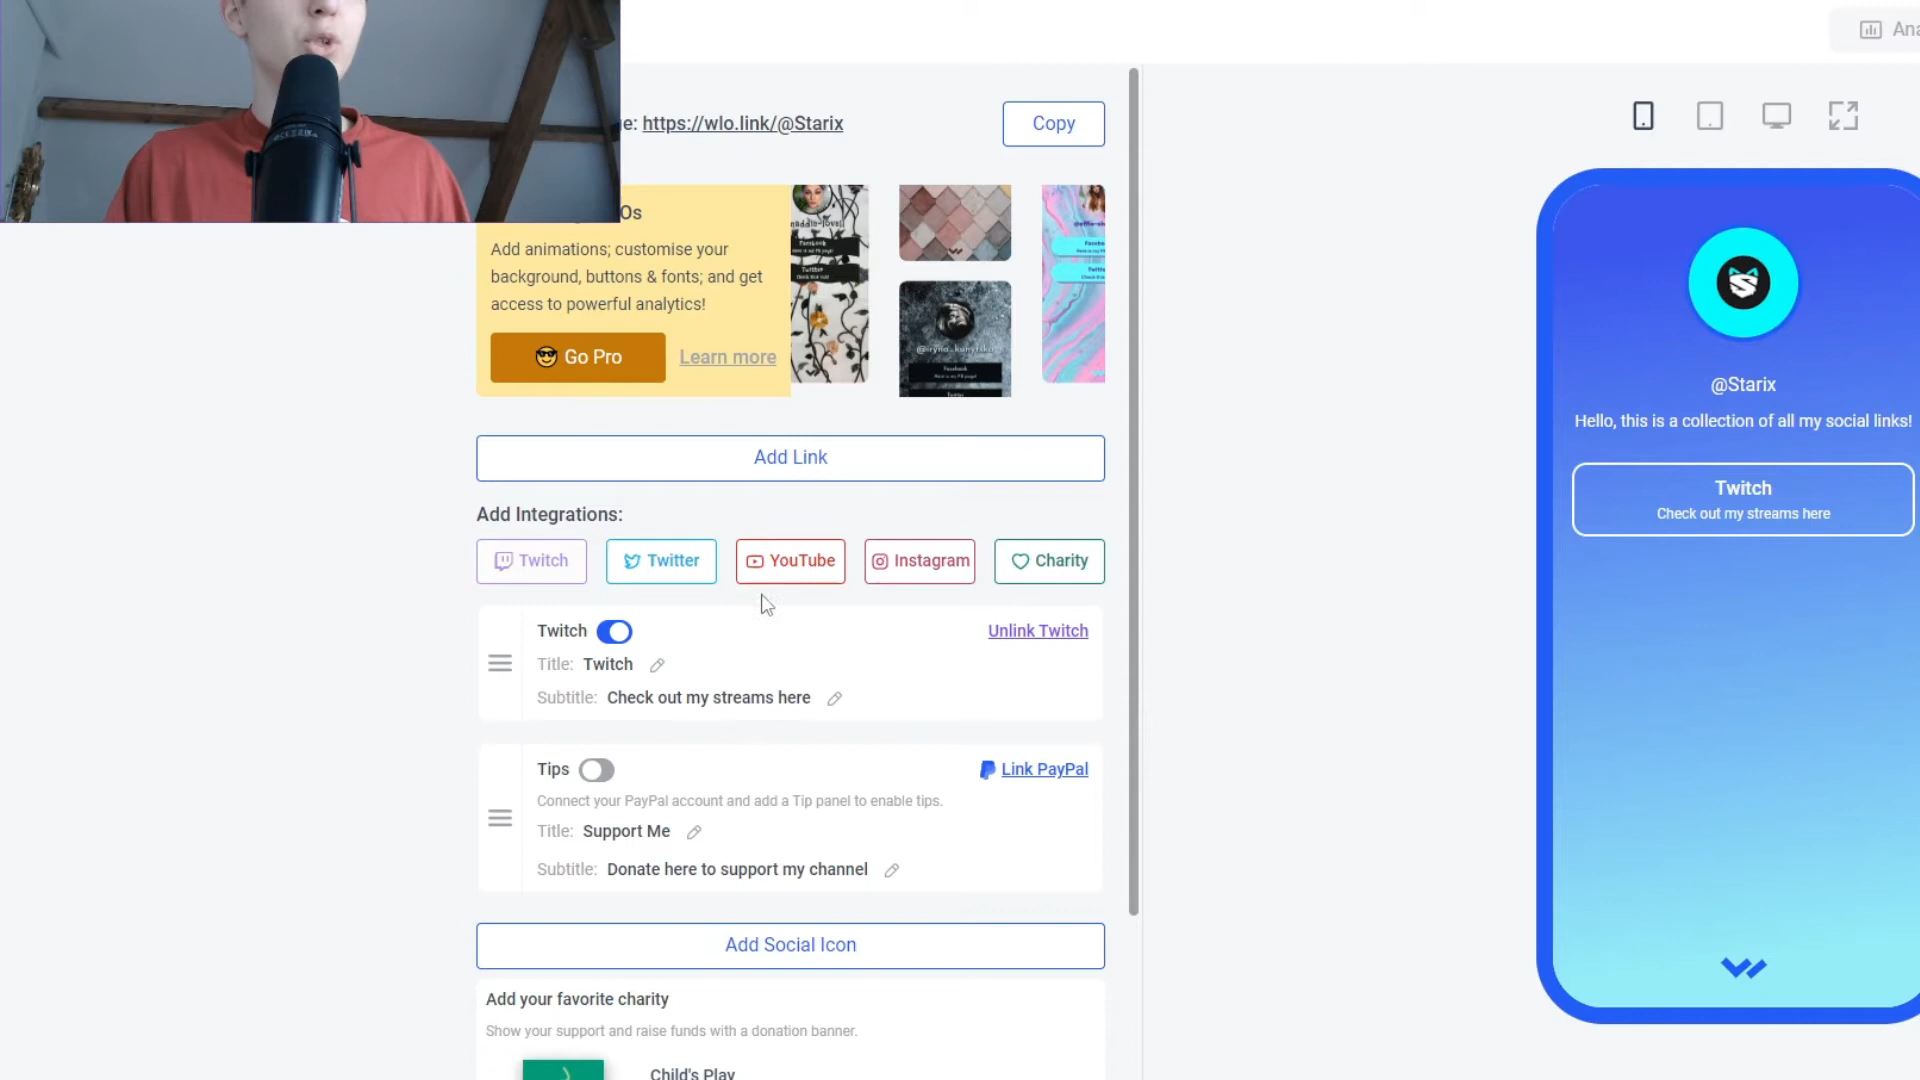 Ana
e: https://wlo.link/@Starix
Copy
Os
Add animations; customise your
background, buttons & fonts; and get
access to powerful analytics!
Go Pro
Learn more
Facebook
Twitter
Facebook
Add Link
Add Integrations:
Twitch
Twitter
YouTube
Instagram
Charity
Twitch
Unlink Twitch
Title: Twitch
Subtitle: Check out my streams here
Tips
Link PayPal
Connect your PayPal account and add a Tip panel to enable tips.
Title: Support Me
Subtitle: Donate here to support my channel
Add Social Icon
Add your favorite charity
Show your support and raise funds with a donation banner.
Child's Play
@Starix
Hello, this is a collection of all my social links!
Twitch
Check out my streams here